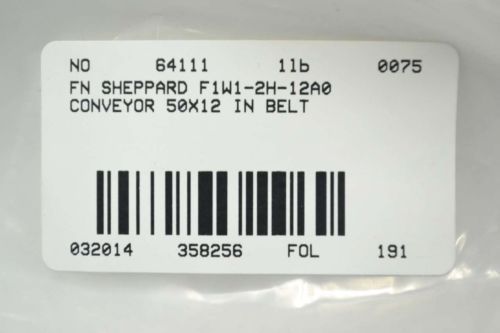 NO 64111 1lb 0075
FN SHEPPARD F1W1-2H-12A0
CONVEYOR 50X12 IN BELT
032014 358256 FOL 191